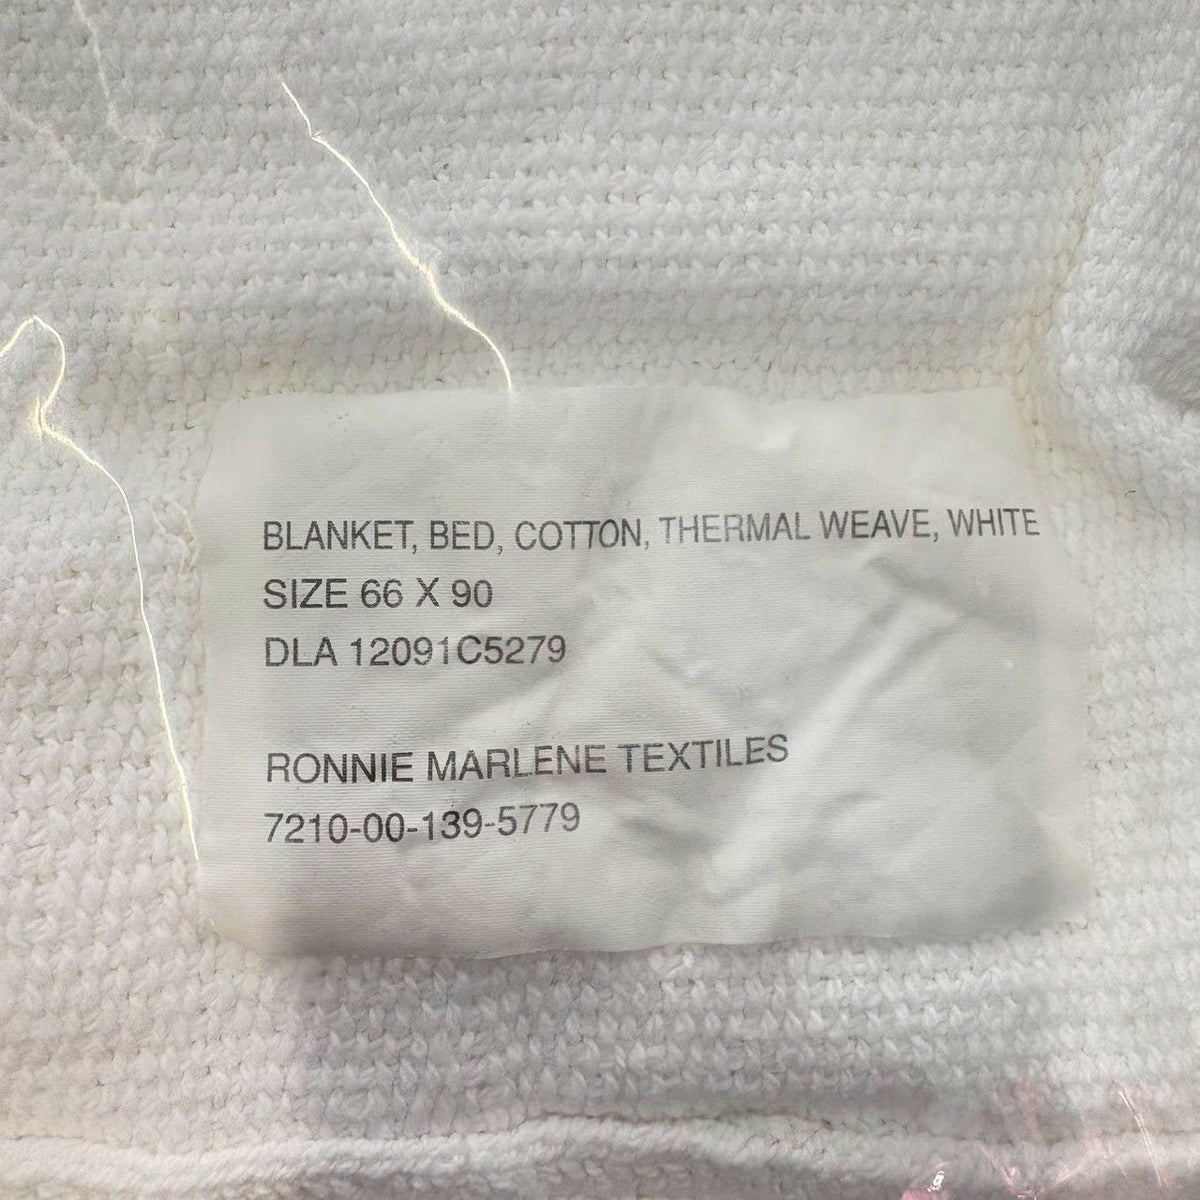 BLANKET, BED, COTTON, THERMAL WEAVE, WHITE
SIZE 66 X 90
DLA 12091C5279
RONNIE MARLENE TEXTILES
7210-00-139-5779